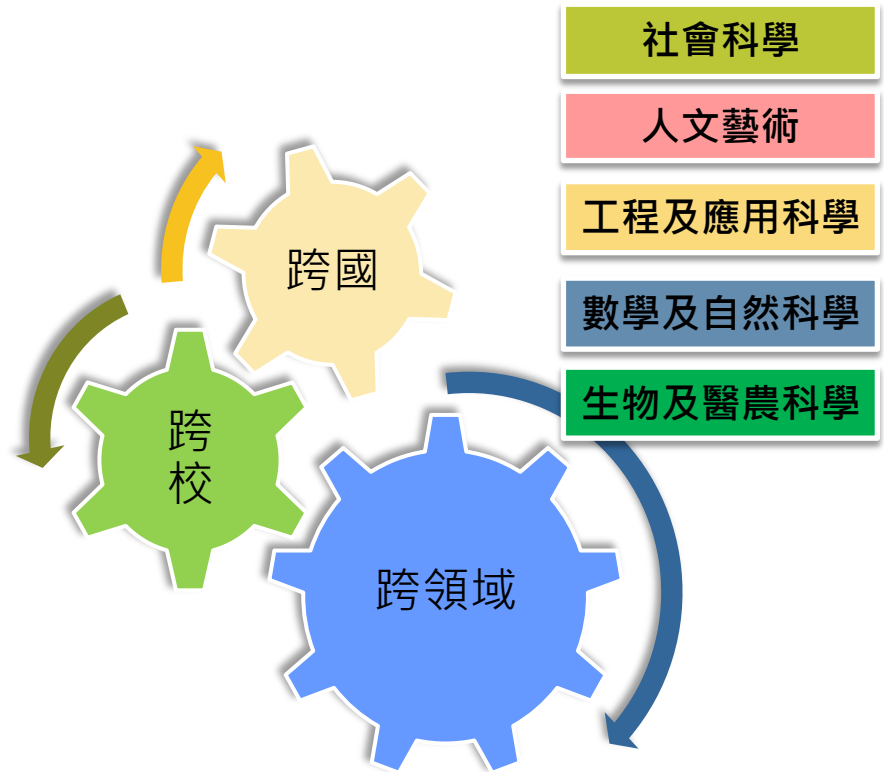 社會科學
人文藝術
工程及應用科學
數學及自然科學
生物及醫農科學
跨國
跨
校
跨領域